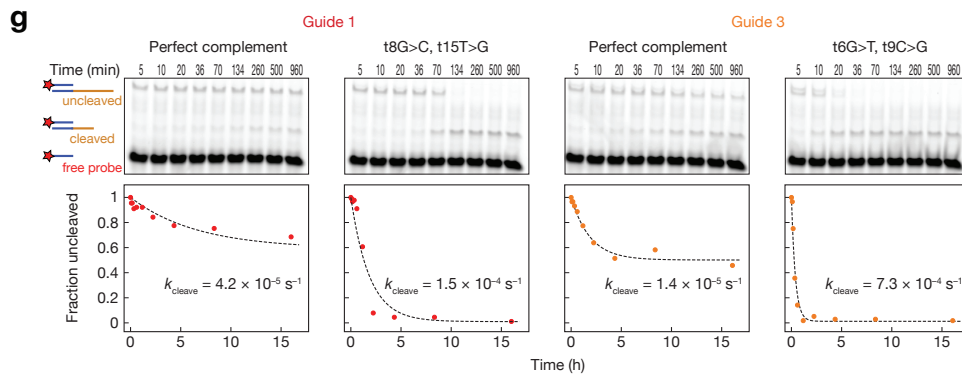 g
Guide 1
Guide 3
Perfect complement
t8G>C, t15T>G
Perfect complement
t6G>T, t9C>G
Time (min)
5 10 20 36 70 134 260 500 960
5 10 20 36 70 134 260 500 960
5 10 20 36 70 134 260 500 960
5 10 20 36 70 134 260 500 960
uncleaved
cleaved
free probe
Fraction uncleaved
1
0.8
0.6
0.4
0.2
0
k cleave = 4.2 × 10⁻⁵ s⁻¹
k cleave = 1.5 × 10⁻⁴ s⁻¹
k cleave = 1.4 × 10⁻⁵ s⁻¹
k cleave = 7.3 × 10⁻⁴ s⁻¹
0 5 10 15
0 5 10 15
0 5 10 15
0 5 10 15
Time (h)